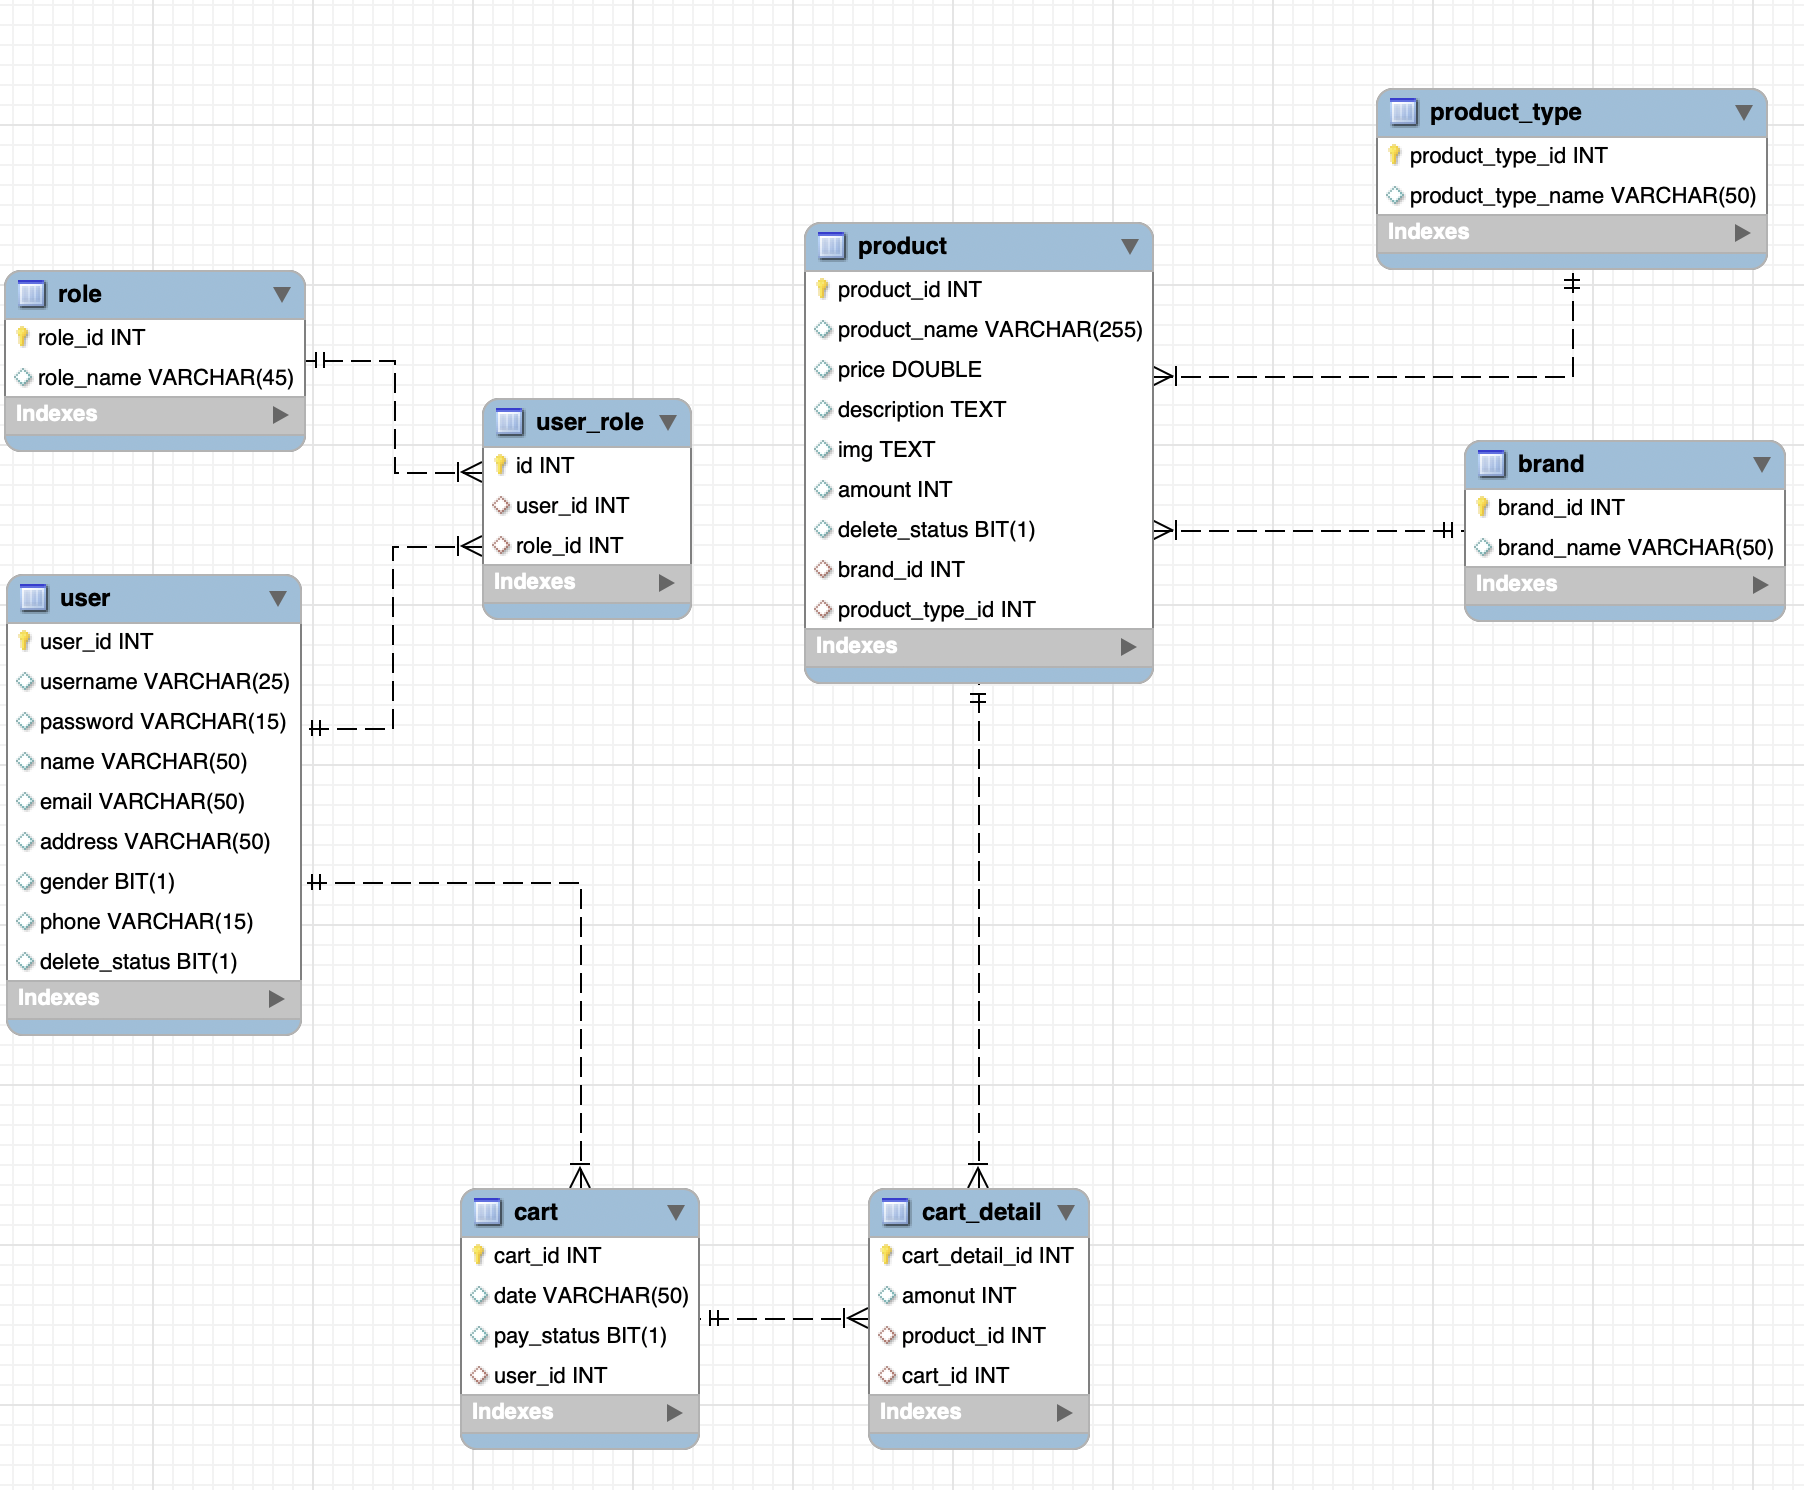 role
role_id INT
role_name VARCHAR(45)
Indexes
user
user_id INT
username VARCHAR(25)
password VARCHAR(15)
name VARCHAR(50)
email VARCHAR(50)
address VARCHAR(50)
gender BIT(1)
phone VARCHAR(15)
delete_status BIT(1)
Indexes
user_role
id INT
user_id INT
role_id INT
Indexes
product
product_id INT
product_name VARCHAR(255)
price DOUBLE
description TEXT
img TEXT
amount INT
delete_status BIT(1)
brand_id INT
product_type_id INT
Indexes
product_type
product_type_id INT
product_type_name VARCHAR(50)
Indexes
brand
brand_id INT
brand_name VARCHAR(50)
Indexes
cart
cart_id INT
date VARCHAR(50)
pay_status BIT(1)
user_id INT
Indexes
cart_detail
cart_detail_id INT
amonut INT
product_id INT
cart_id INT
Indexes